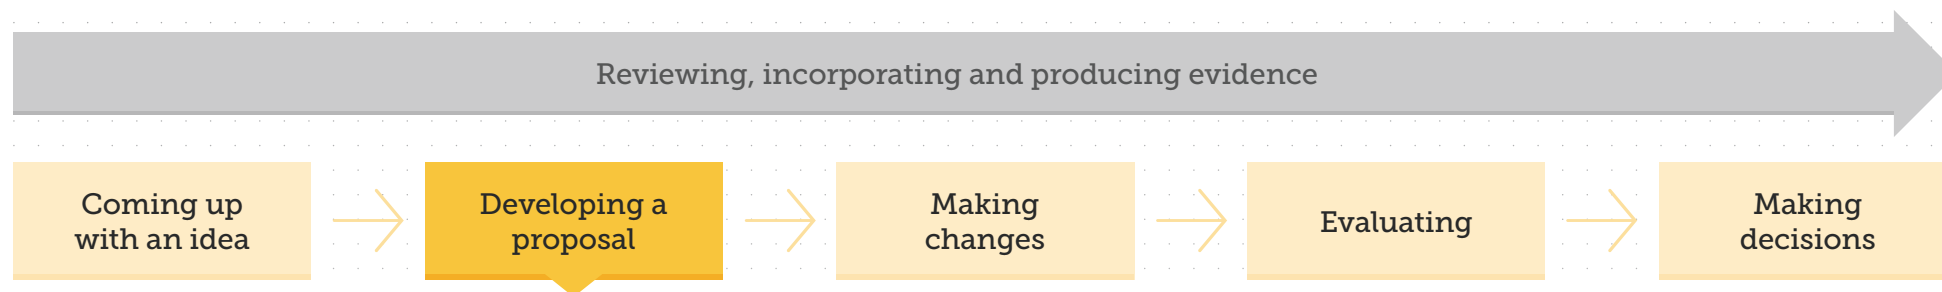 Reviewing, incorporating and producing evidence
Coming up
with an idea
Developing a
proposal
Making
changes
Evaluating
Making
decisions